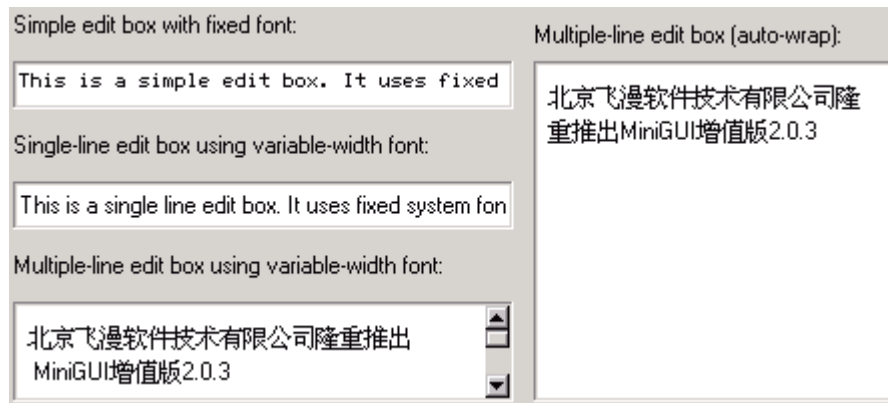 Simple edit box with fixed font:
This is a simple edit box. It uses fixed
Single-line edit box using variable-width font:
This is a single line edit box. It uses fixed system fon
Multiple-line edit box using variable-width font:
北京飞漫软件技术有限公司隆重推出
MiniGUI增值版2.0.3
Multiple-line edit box (auto-wrap):
北京飞漫软件技术有限公司隆
重推出MiniGUI增值版2.0.3